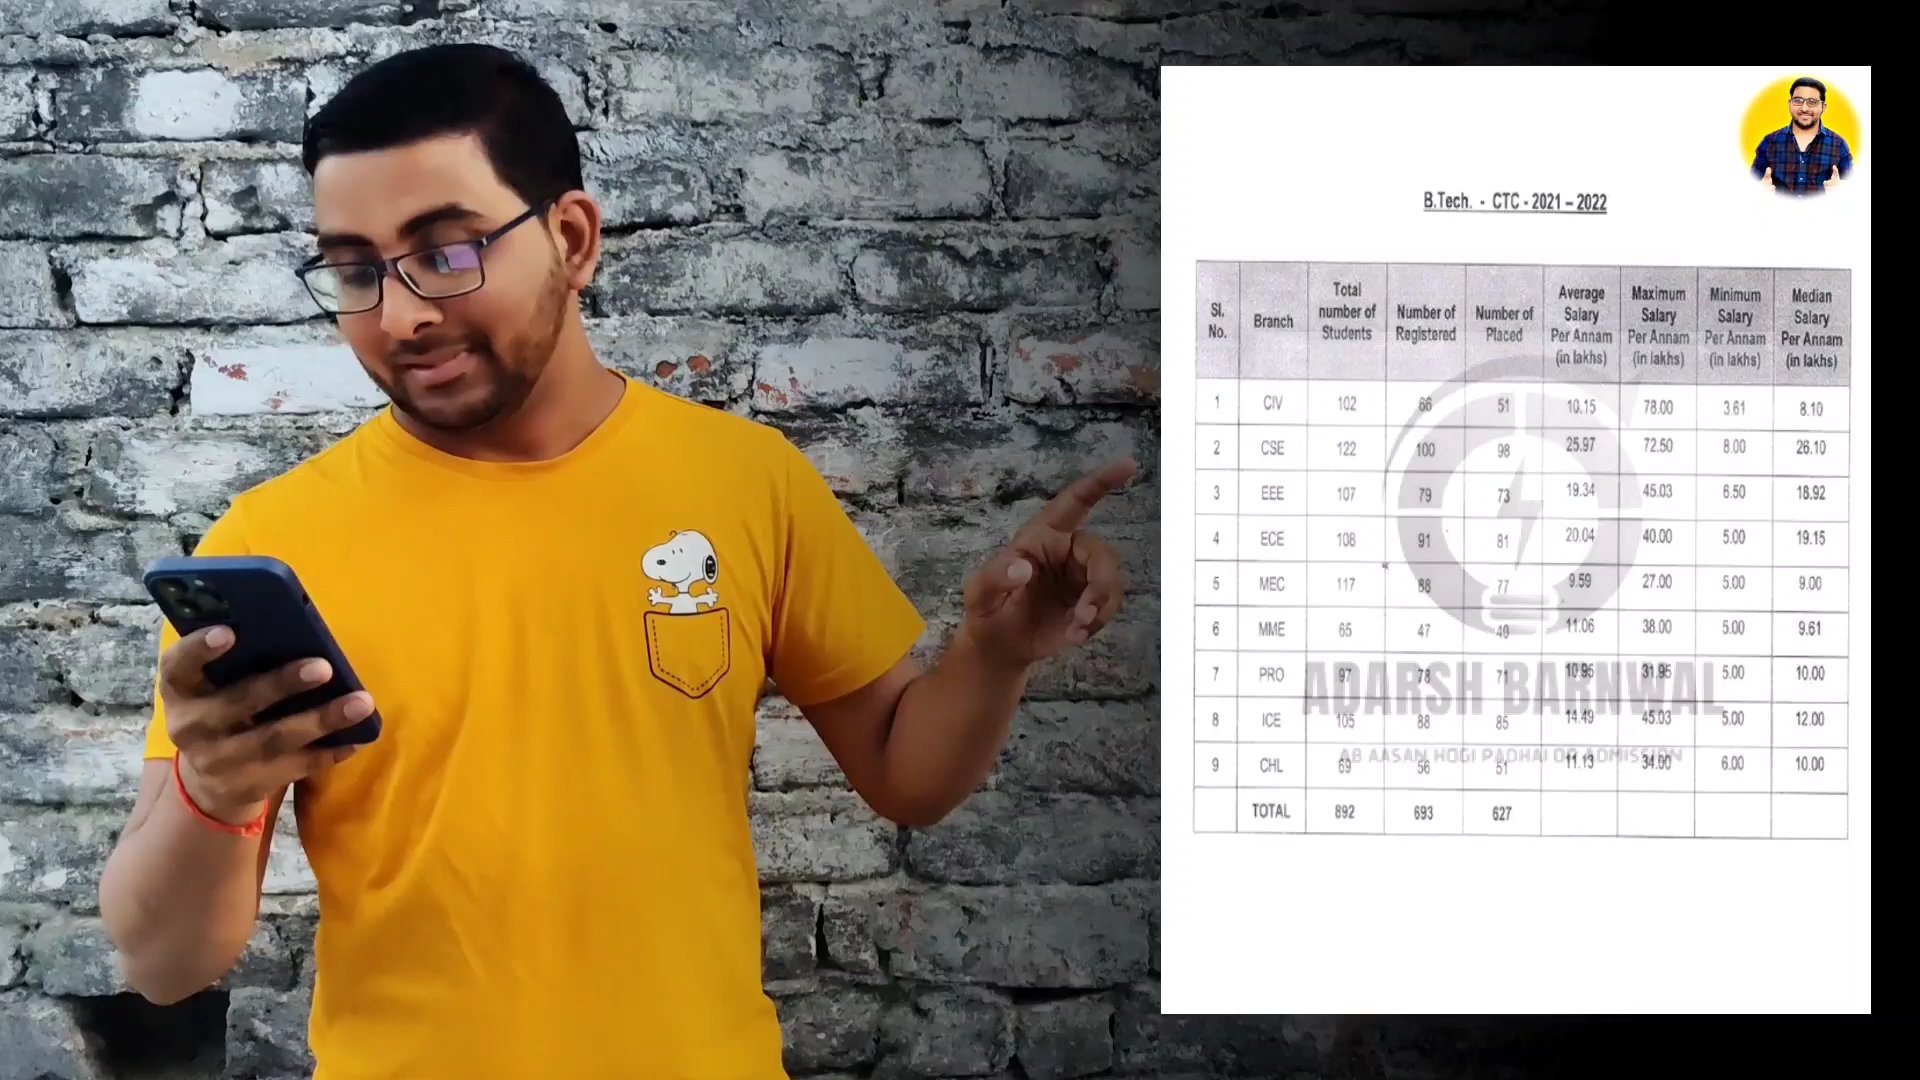 B.Tech. - CTC - 2021 – 2022
Sl. No. Branch Total number of Students Number of Registered Number of Placed Average Salary Per Annam (in lakhs) Maximum Salary Per Annam (in lakhs) Minimum Salary Per Annam (in lakhs) Median Salary Per Annam (in lakhs)
1 CIV 102 66 51 10.15 78.00 3.61 8.10
2 CSE 122 100 98 25.97 72.50 8.00 26.10
3 EEE 107 79 73 19.34 45.03 6.50 18.92
4 ECE 108 91 81 20.04 40.00 5.00 19.15
5 MEC 117 88 77 9.59 27.00 5.00 9.00
6 MME 65 47 40 11.06 38.00 5.00 9.61
7 PRO 97 78 71 10.95 31.95 5.00 10.00
8 ICE 105 88 85 14.49 45.03 5.00 12.00
9 CHL 69 56 51 11.13 34.00 6.00 10.00
TOTAL 892 693 627
ADARSH BARNWAL
AB AASAN HOGI PADHAI OR ADMISSION